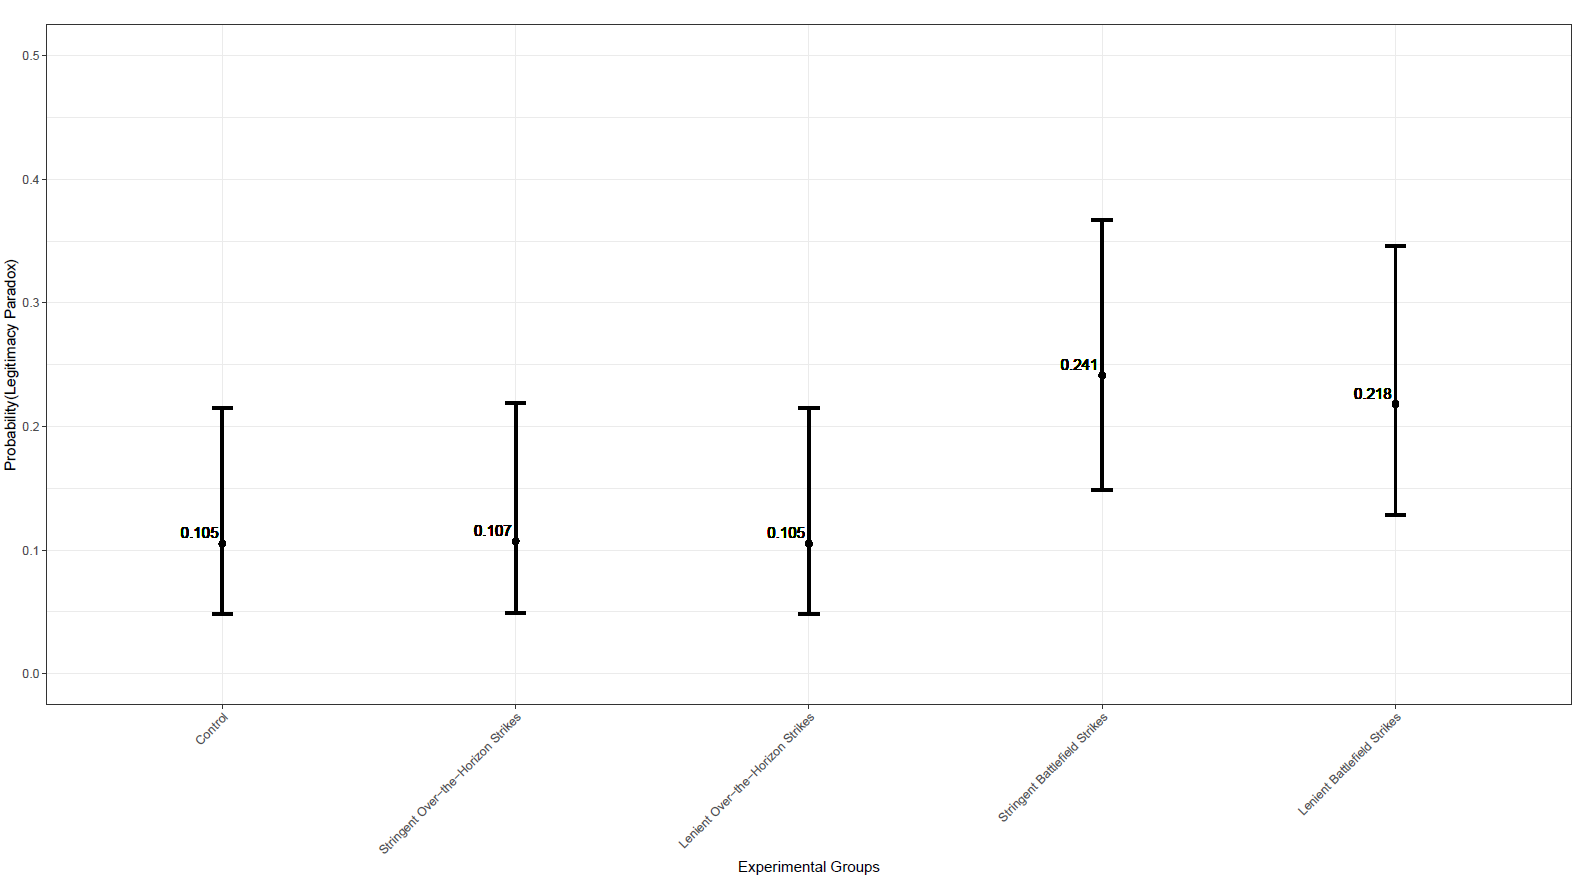 Probability(Legitimacy Paradox)
0.5
0.4
0.3
0.2
0.1
0.0
0.105
0.107
0.105
0.241
0.218
Control
Stringent Over−the−Horizon Strikes
Lenient Over−the−Horizon Strikes
Stringent Battlefield Strikes
Lenient Battlefield Strikes
Experimental Groups